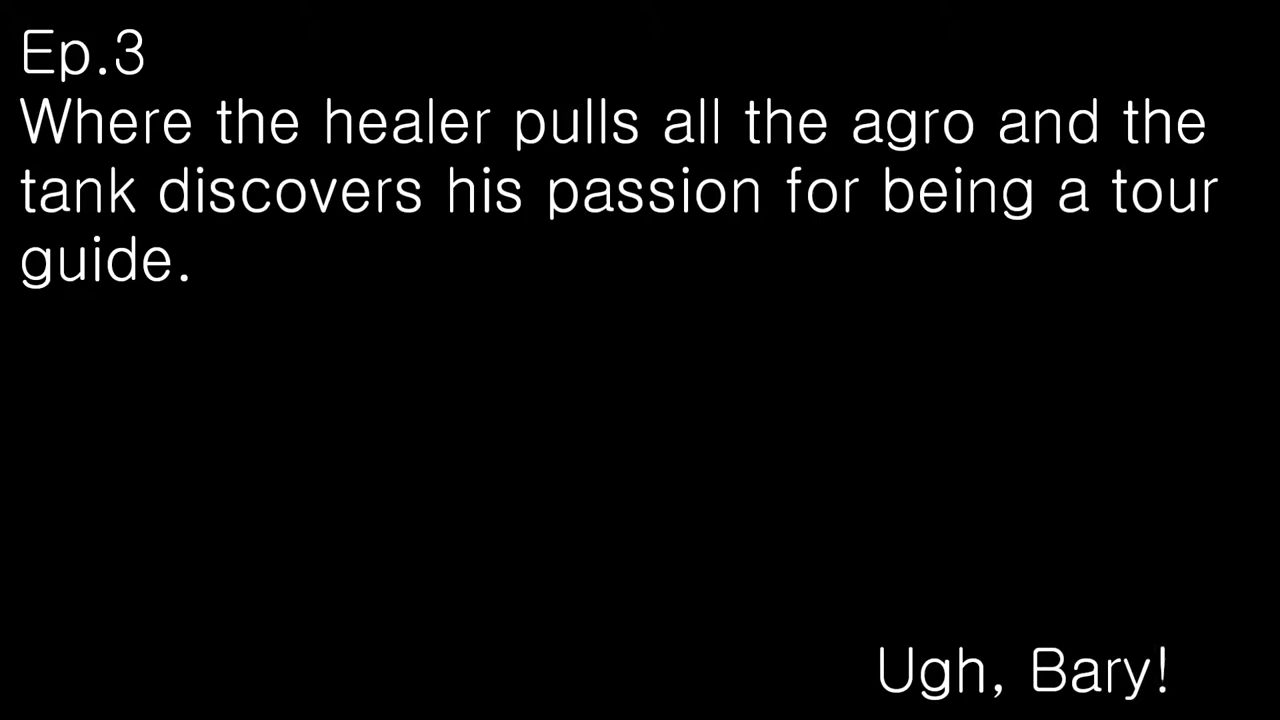 Ep.3
Where the healer pulls all the agro and the
tank discovers his passion for being a tour
guide.
Ugh, Bary!